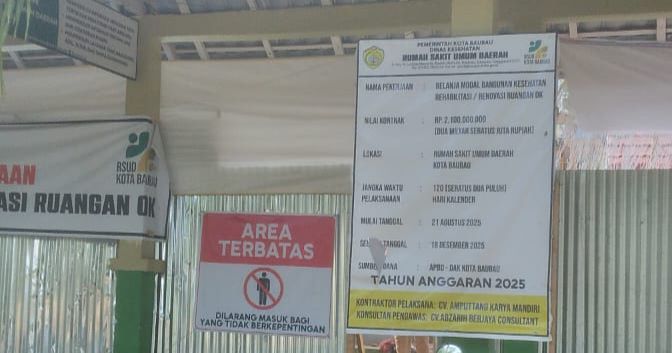 PEMERINTAH KOTA BAUBAU
DINAS KESEHATAN
RUMAH SAKIT UMUM DAERAH
RSUD
KOTA BAUBAU
NAMA PEKERJAAN : BELANJA MODAL BANGUNAN KESEHATAN
REHABILITASI / RENOVASI RUANGAN OK
NILAI KONTRAK : RP. 2.100.000.000
(DUA MILYAR SERATUS JUTA RUPIAH)
LOKASI : RUMAH SAKIT UMUM DAERAH
KOTA BAUBAU
JANGKA WAKTU : 120 (SERATUS DUA PULUH)
PELAKSANAAN HARI KALENDER
MULAI TANGGAL : 21 AGUSTUS 2025
TANGGAL : 18 DESEMBER 2025
SUMBER DANA : APBD - DAK KOTA BAUBAU
TAHUN ANGGARAN 2025
KONTRAKTOR PELAKSANA: CV. AMPUTTANG KARYA MANDIRI
KONSULTAN PENGAWAS: CV.ABZARIH BERJAYA CONSULTANT
RSUD
KOTA BAUBAU
AAN
ASI RUANGAN OK
AREA
TERBATAS
DILARANG MASUK BAGI
YANG TIDAK BERKEPENTINGAN